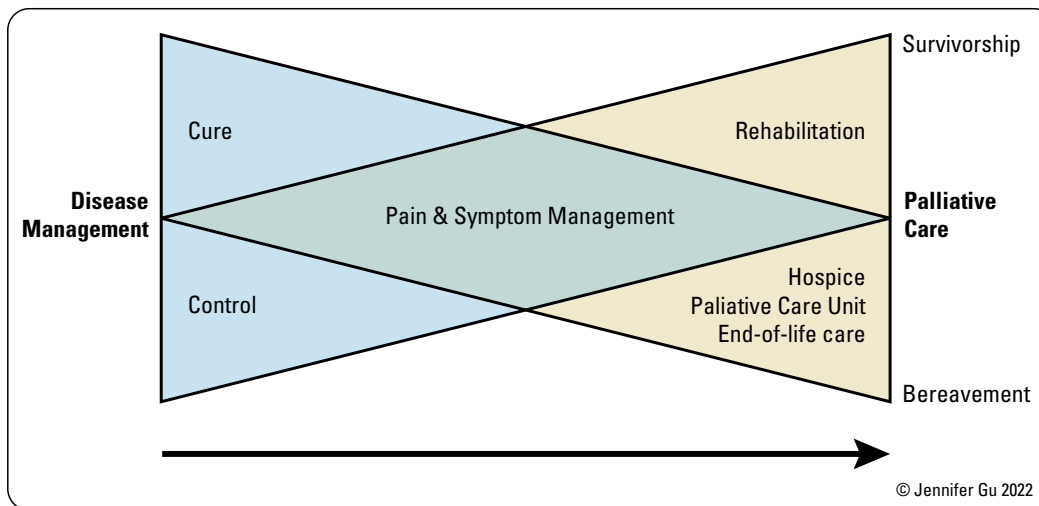 Survivorship
Cure
Rehabilitation
Disease
Management
Pain & Symptom Management
Palliative
Care
Control
Hospice
Paliative Care Unit
End-of-life care
Bereavement
© Jennifer Gu 2022